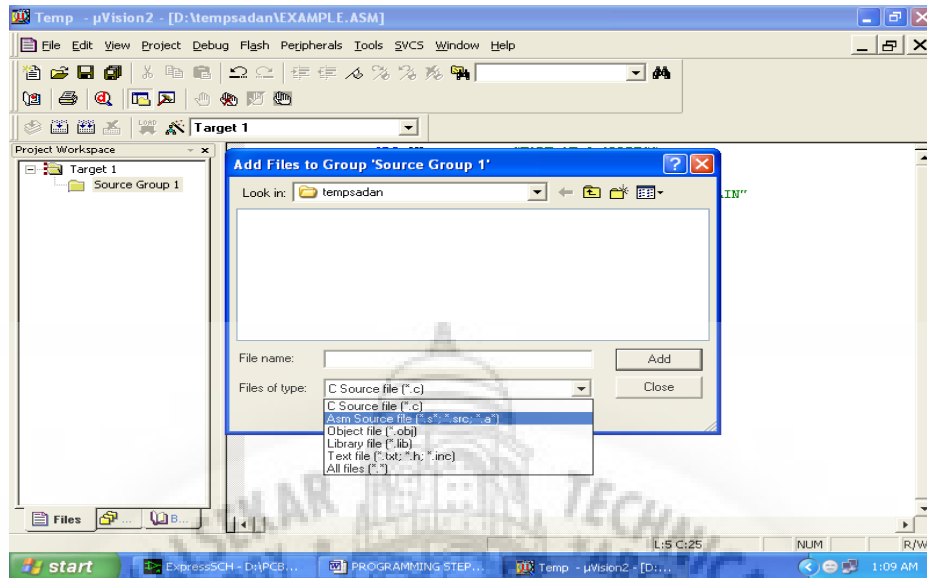 Temp - µVision2 - [D:\tempsadan\EXAMPLE.ASM]
File Edit View Project Debug Flash Peripherals Tools SVCS Window Help
Target 1
Project Workspace
Target 1
Source Group 1
Add Files to Group 'Source Group 1'
Look in: tempsadan
File name:
Add
Files of type: C Source file (*.c)
Close
C Source file (*.c)
Asm Source file (*.s*; *.src; *.a*)
Object file (*.obj)
Library file (*.lib)
Text file (*.txt; *.h; *.inc)
All files (*.*)
Files ... B...
L:5 C:25 NUM R/W
start ExpressSCH - D:\PCB... PROGRAMMING STEP... Temp - µVision2 - [D:... 1:09 AM